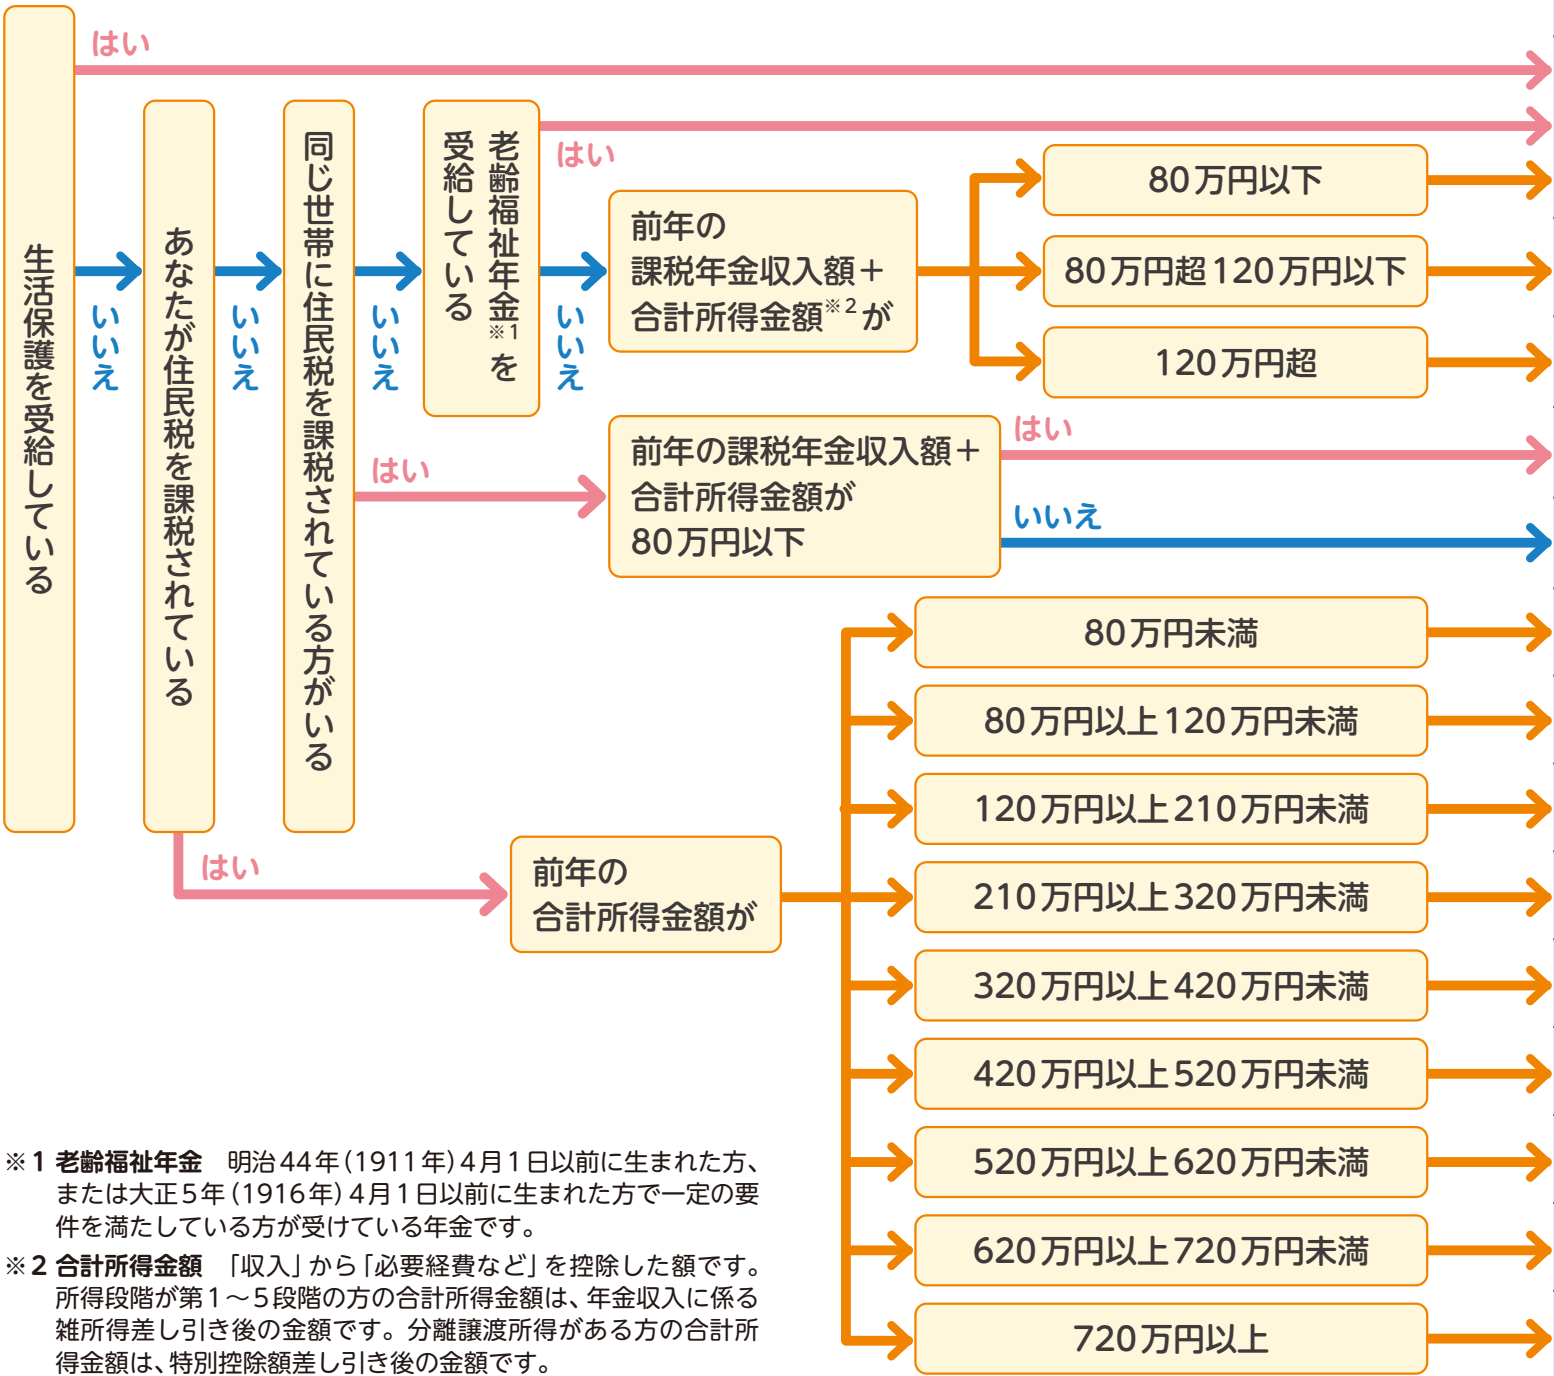 生活保護を受給している
はい
いいえ
あなたが住民税を課税されている
いいえ
はい
同じ世帯に住民税を課税されている方がいる
いいえ
はい
老齢福祉年金※1を
受給している
はい
いいえ
前年の
課税年金収入額＋
合計所得金額※2が
80万円以下
80万円超120万円以下
120万円超
前年の課税年金収入額＋
合計所得金額が
80万円以下
はい
いいえ
前年の
合計所得金額が
80万円未満
80万円以上120万円未満
120万円以上210万円未満
210万円以上320万円未満
320万円以上420万円未満
420万円以上520万円未満
520万円以上620万円未満
620万円以上720万円未満
720万円以上
※1 老齢福祉年金　明治44年(1911年)4月1日以前に生まれた方、
または大正5年(1916年)4月1日以前に生まれた方で一定の要
件を満たしている方が受けている年金です。
※2 合計所得金額　「収入」から「必要経費など」を控除した額です。
所得段階が第1～5段階の方の合計所得金額は、年金収入に係る
雑所得差し引き後の金額です。分離譲渡所得がある方の合計所
得金額は、特別控除額差し引き後の金額です。